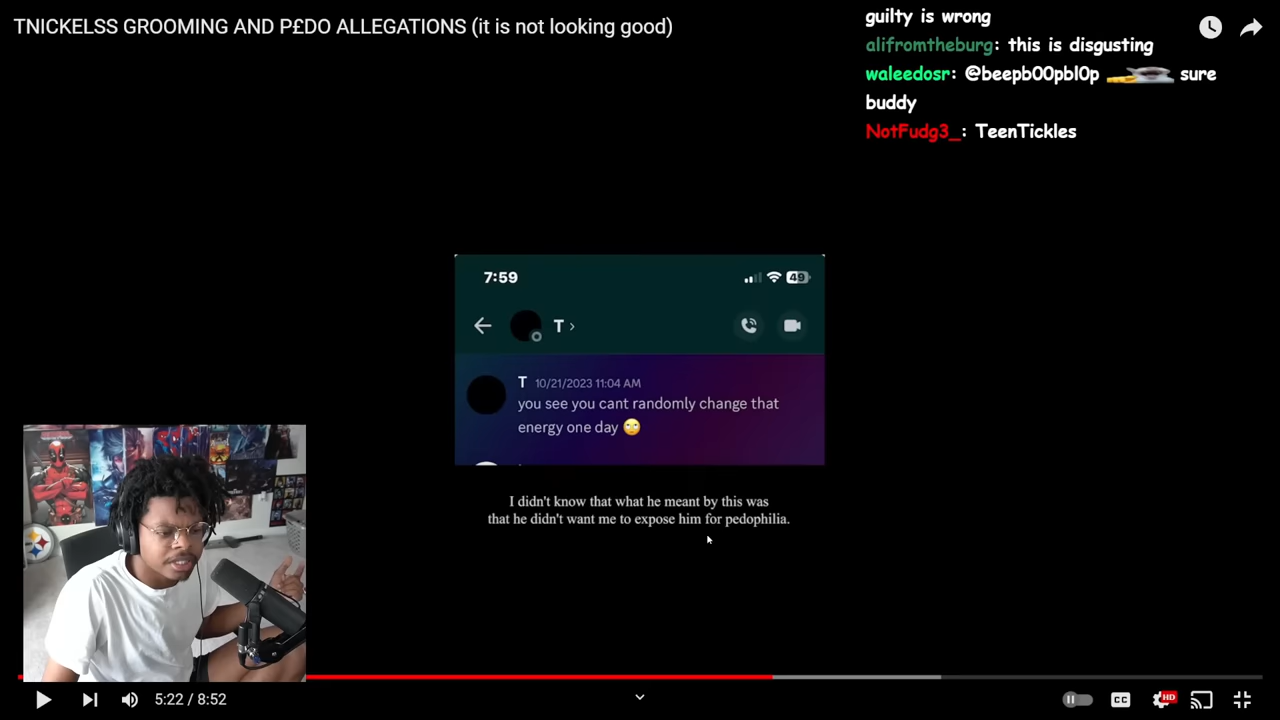 TNICKELSS GROOMING AND P£DO ALLEGATIONS (it is not looking good)
guilty is wrong
alifromtheburg: this is disgusting
waleedosr: @beepb00pbl0p sure
buddy
NotFudg3_: TeenTickles
7:59
49
T
T 10/21/2023 11:04 AM
you see you cant randomly change that
energy one day 🙄
I didn't know that what he meant by this was
that he didn't want me to expose him for pedophilia.
5:22 / 8:52
CC
HD